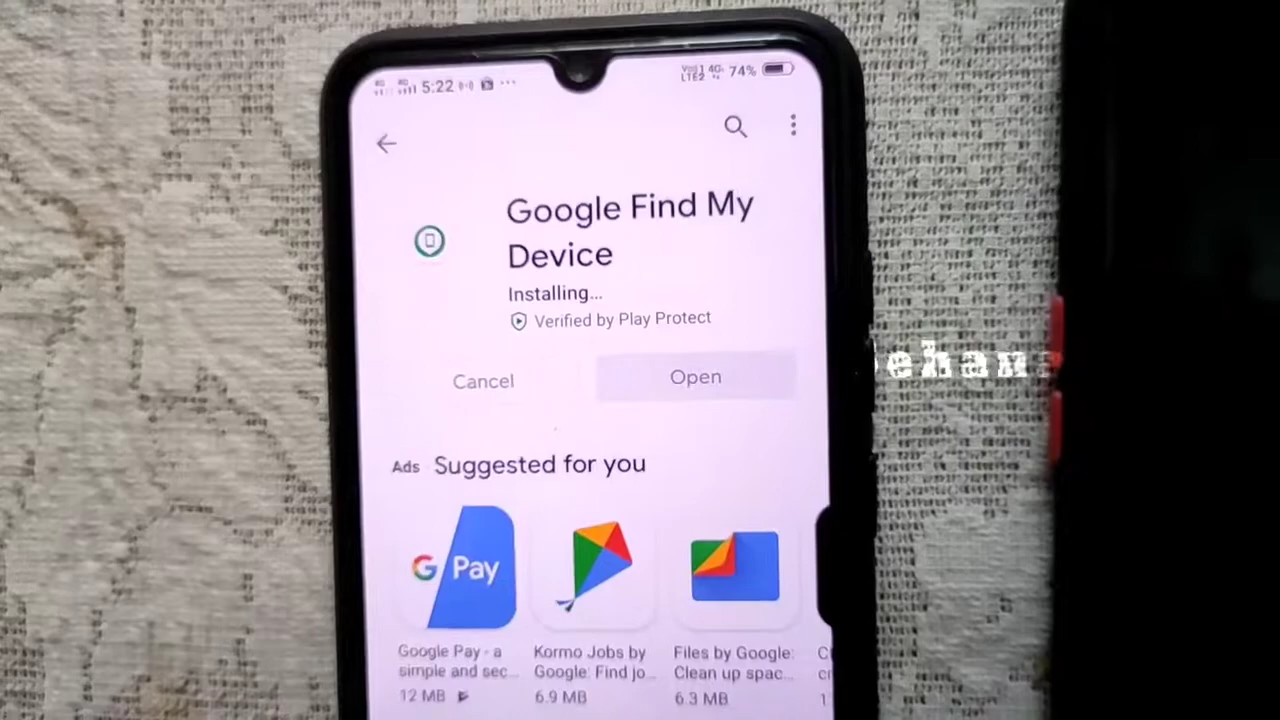 5:22
74%
Google Find My
Device
Installing...
Verified by Play Protect
Cancel
Open
Ads Suggested for you
G Pay
Google Pay - a
simple and sec...
12 MB
Kormo Jobs by
Google: Find jo...
6.9 MB
Files by Google:
Clean up spac...
6.3 MB